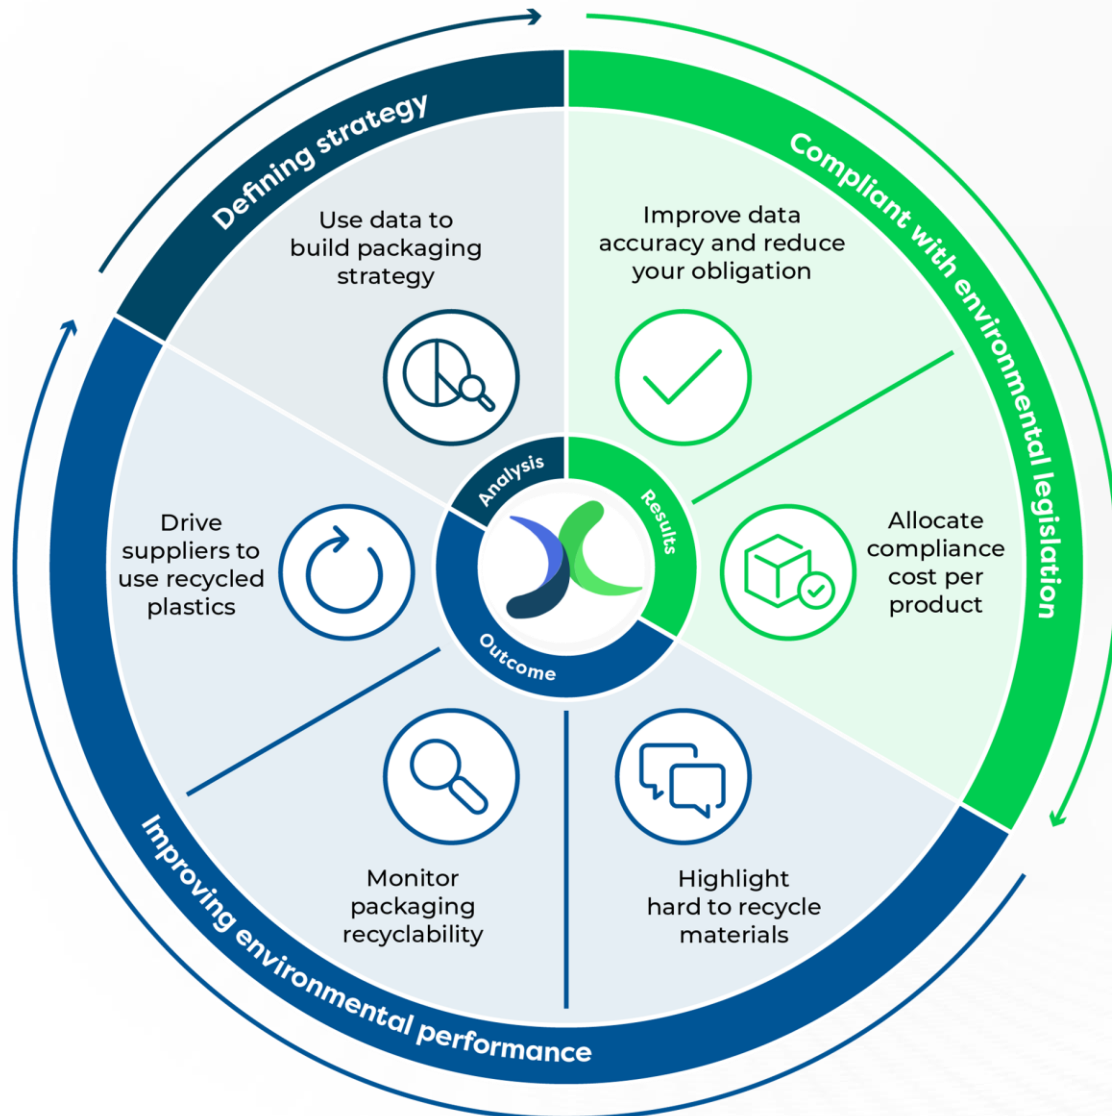 Defining strategy
Compliant with environmental legislation
Improving environmental performance
Use data to
build packaging
strategy
Improve data
accuracy and reduce
your obligation
Allocate
compliance
cost per
product
Highlight
hard to recycle
materials
Monitor
packaging
recyclability
Drive
suppliers to
use recycled
plastics
Analysis
Results
Outcome